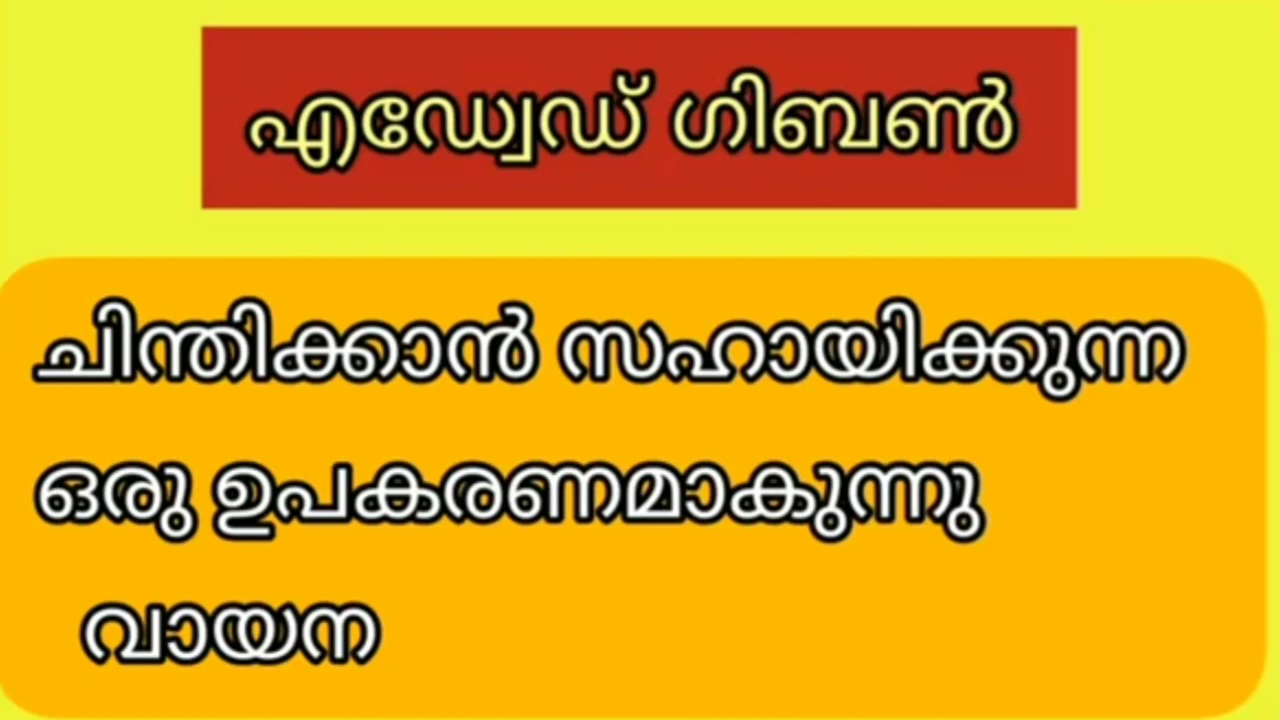 എഡ്വേഡ് ഗിബൺ
ചിന്തിക്കാൻ സഹായിക്കുന്ന
ഒരു ഉപകരണമാകുന്നു
വായന